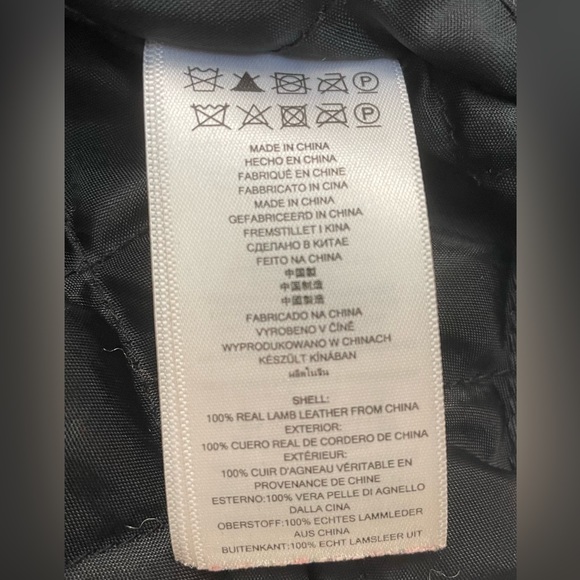 P
P
MADE IN CHINA
HECHO EN CHINA
FABRIQUÉ EN CHINE
FABBRICATO IN CINA
MADE IN CHINA
GEFABRICEERD IN CHINA
FREMSTILLET I KINA
СДЕЛАНО В КИТАЕ
FEITO NA CHINA
中国製
中国制造
中國製造
FABRICADO NA CHINA
VYROBENO V ČÍNĚ
WYPRODUKOWANO W CHINACH
KÉSZÜLT KÍNÁBAN
ผลิตในจีน
SHELL:
100% REAL LAMB LEATHER FROM CHINA
EXTERIOR:
100% CUERO REAL DE CORDERO DE CHINA
EXTÉRIEUR:
100% CUIR D'AGNEAU VÉRITABLE EN
PROVENANCE DE CHINE
ESTERNO:100% VERA PELLE DI AGNELLO
DALLA CINA
OBERSTOFF:100% ECHTES LAMMLEDER
AUS CHINA
BUITENKANT:100% ECHT LAMSLEER UIT